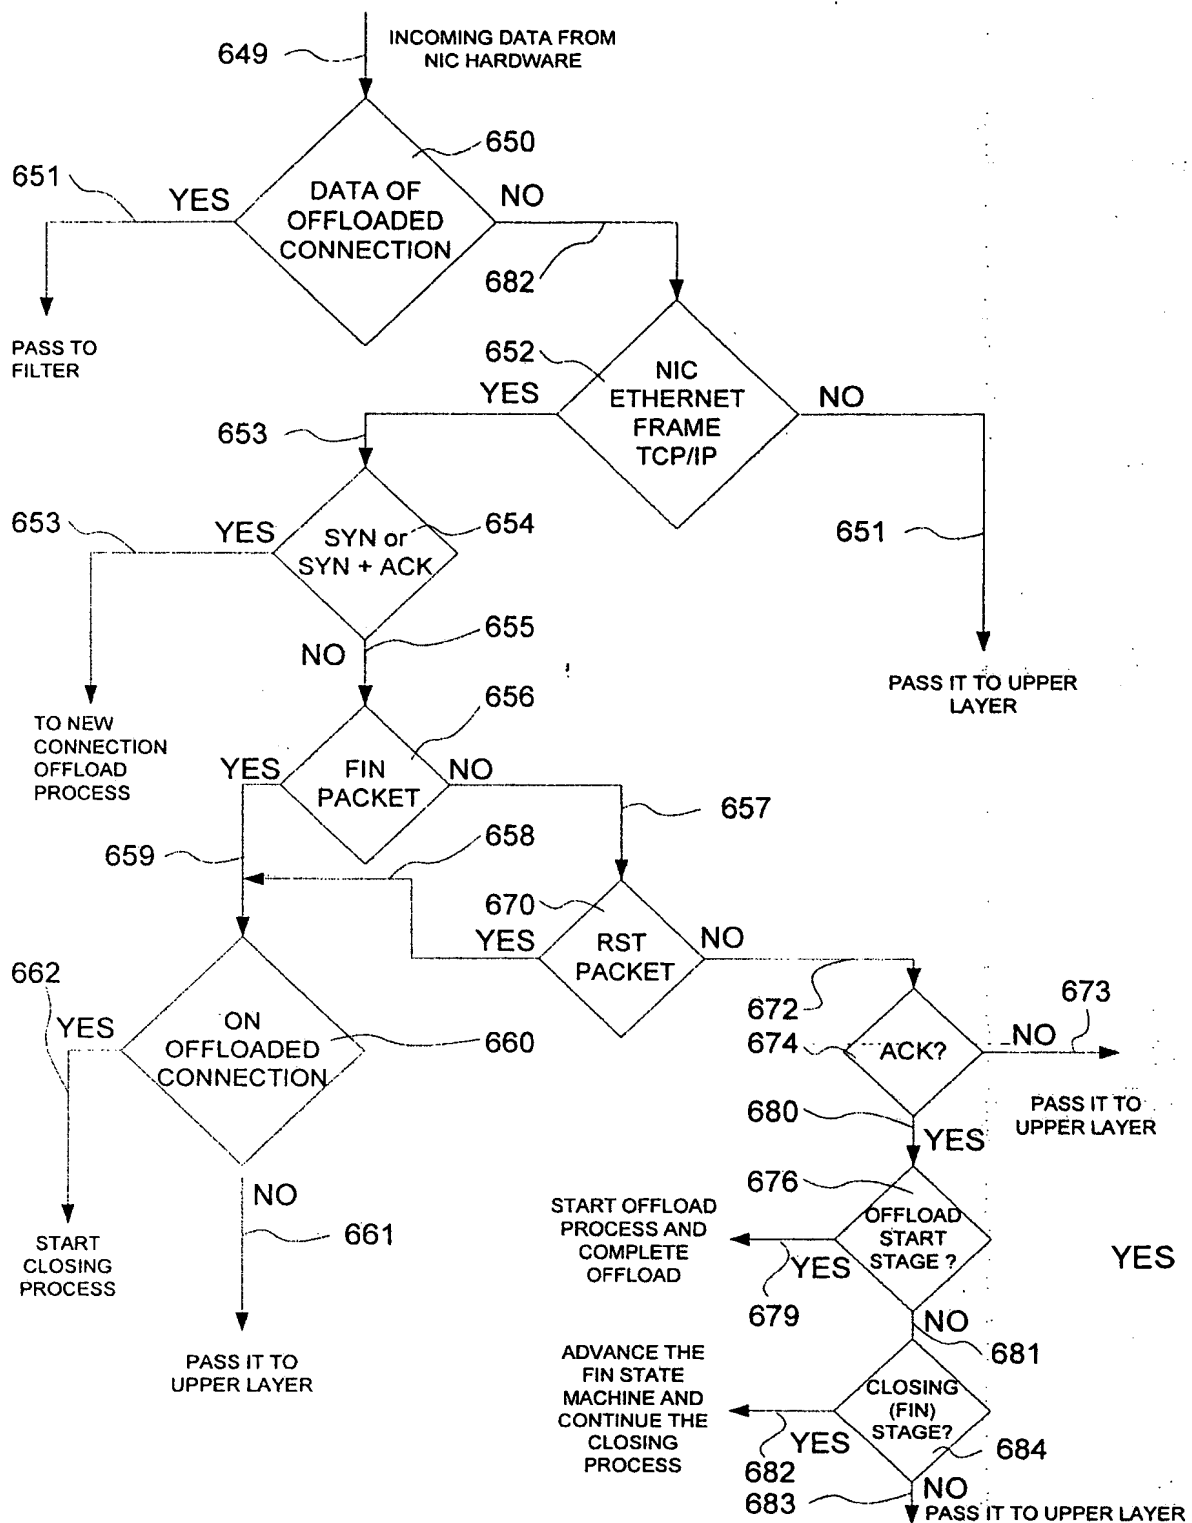 649
INCOMING DATA FROM
NIC HARDWARE
650
651
YES
NO
DATA OF
OFFLOADED
CONNECTION
682
PASS TO
FILTER
652
YES
NIC
ETHERNET
FRAME
TCP/IP
NO
653
653
YES
SYN or
SYN + ACK
654
651
655
NO
PASS IT TO UPPER
LAYER
656
TO NEW
CONNECTION
OFFLOAD
PROCESS
YES
FIN
PACKET
NO
657
658
659
670
YES
RST
PACKET
NO
662
YES
ON
OFFLOADED
CONNECTION
660
672
673
674
ACK?
NO
PASS IT TO
UPPER LAYER
680
YES
676
NO
661
START
CLOSING
PROCESS
START OFFLOAD
PROCESS AND
COMPLETE
OFFLOAD
OFFLOAD
START
STAGE ?
YES
YES
679
NO
681
PASS IT TO
UPPER LAYER
ADVANCE THE
FIN STATE
MACHINE AND
CONTINUE THE
CLOSING
PROCESS
CLOSING
(FIN)
STAGE?
YES
684
682
NO
683
PASS IT TO UPPER LAYER